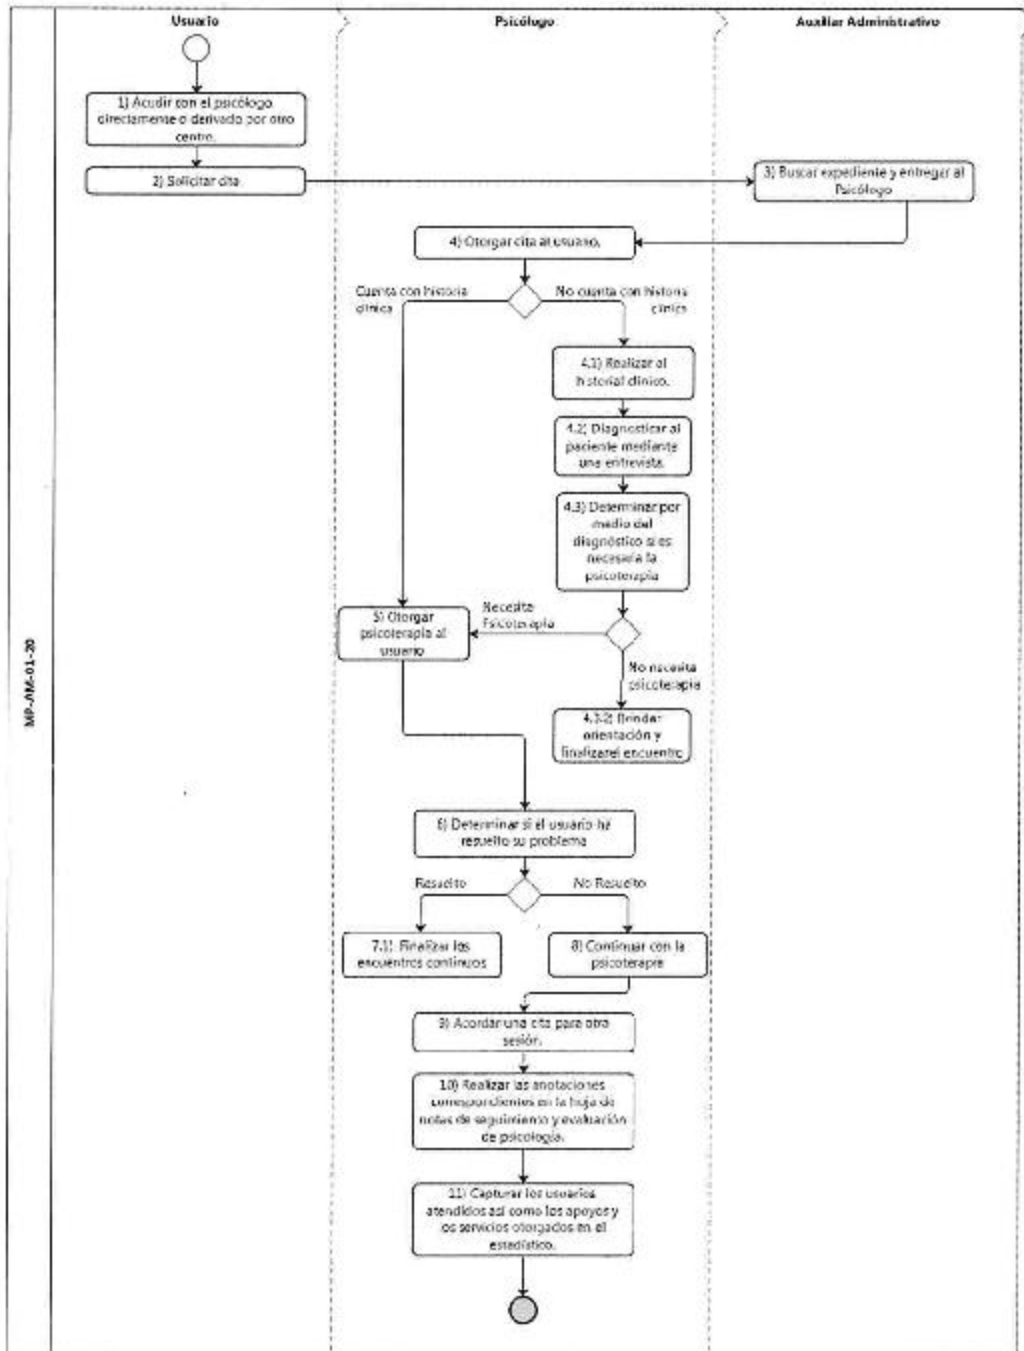 Usuario
Psicólogo
Auxiliar Administrativo
1) Acudir con el psicólogo
directamente o derivado por otro
centro.
2) Solicitar cita
3) Buscar expediente y entregar al
Psicólogo
4) Otorgar cita al usuario.
Cuenta con historia
clínica
No cuenta con historia
clínica
4.1) Realizar el
historial clínico.
4.2) Diagnosticar al
paciente mediante
una entrevista.
4.3) Determinar por
medio del
diagnóstico si es
necesaria la
psicoterapia
Necesita
Psicoterapia
5) Otorgar
psicoterapia al
usuario
No necesita
psicoterapia
4.3.2) Brindar
orientación y
finalizarel encuentro
MP-AM-01-20
6) Determinar si el usuario ha
resuelto su problema
Resuelto
No Resuelto
7.1) Finalizar los
encuentros continuos
8) Continuar con la
psicoterapia
9) Acordar una cita para otra
sesión.
10) Realizar las anotaciones
correspondientes en la hoja de
notas de seguimiento y evaluación
de psicología.
11) Capturar los usuarios
atendidos así como los apoyos y
los servicios otorgados en el
estadístico.